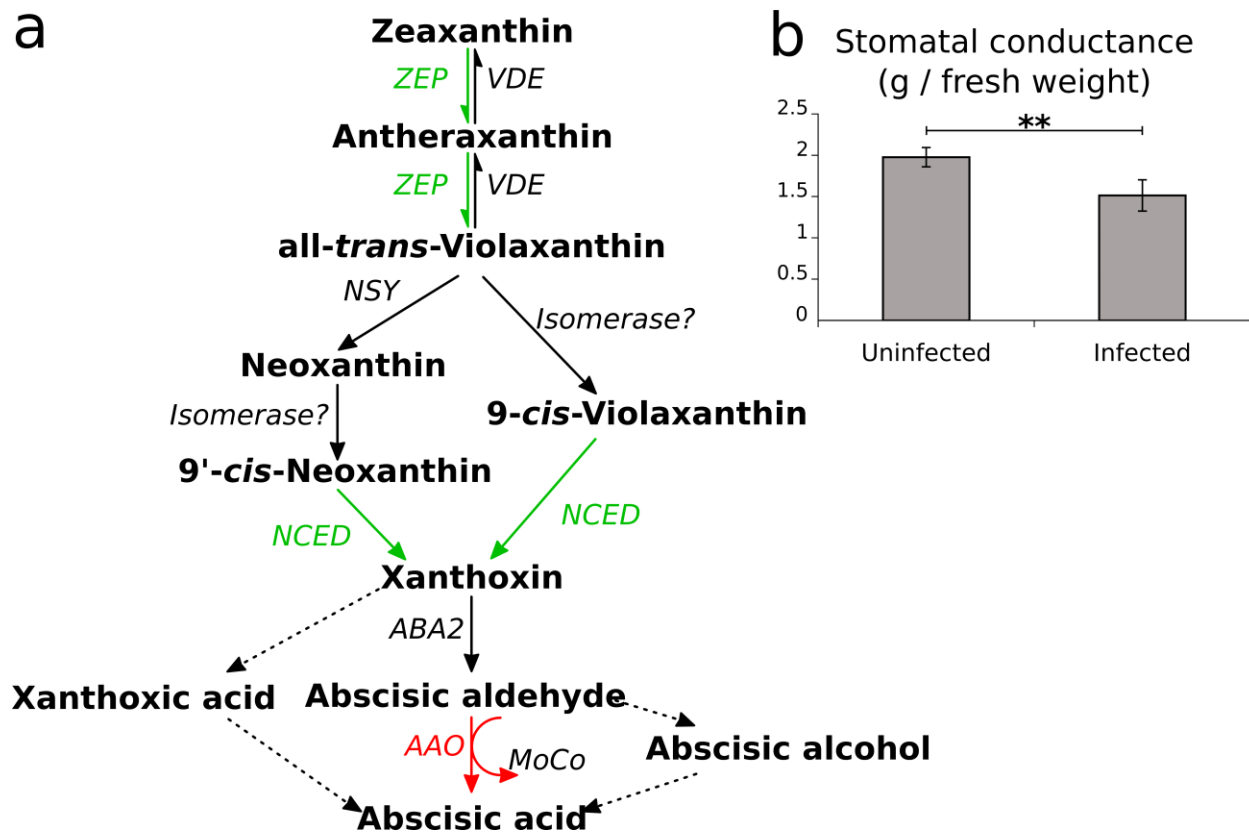 a
Zeaxanthin
ZEP VDE
Antheraxanthin
ZEP VDE
all-trans-Violaxanthin
NSY
Isomerase?
Neoxanthin
Isomerase?
9-cis-Violaxanthin
9'-cis-Neoxanthin
NCED
NCED
Xanthoxin
ABA2
Xanthoxic acid
Abscisic aldehyde
AAO
MoCo
Abscisic alcohol
Abscisic acid
b
Stomatal conductance
(g / fresh weight)
2.5
**
2
1.5
1
0.5
0
Uninfected Infected